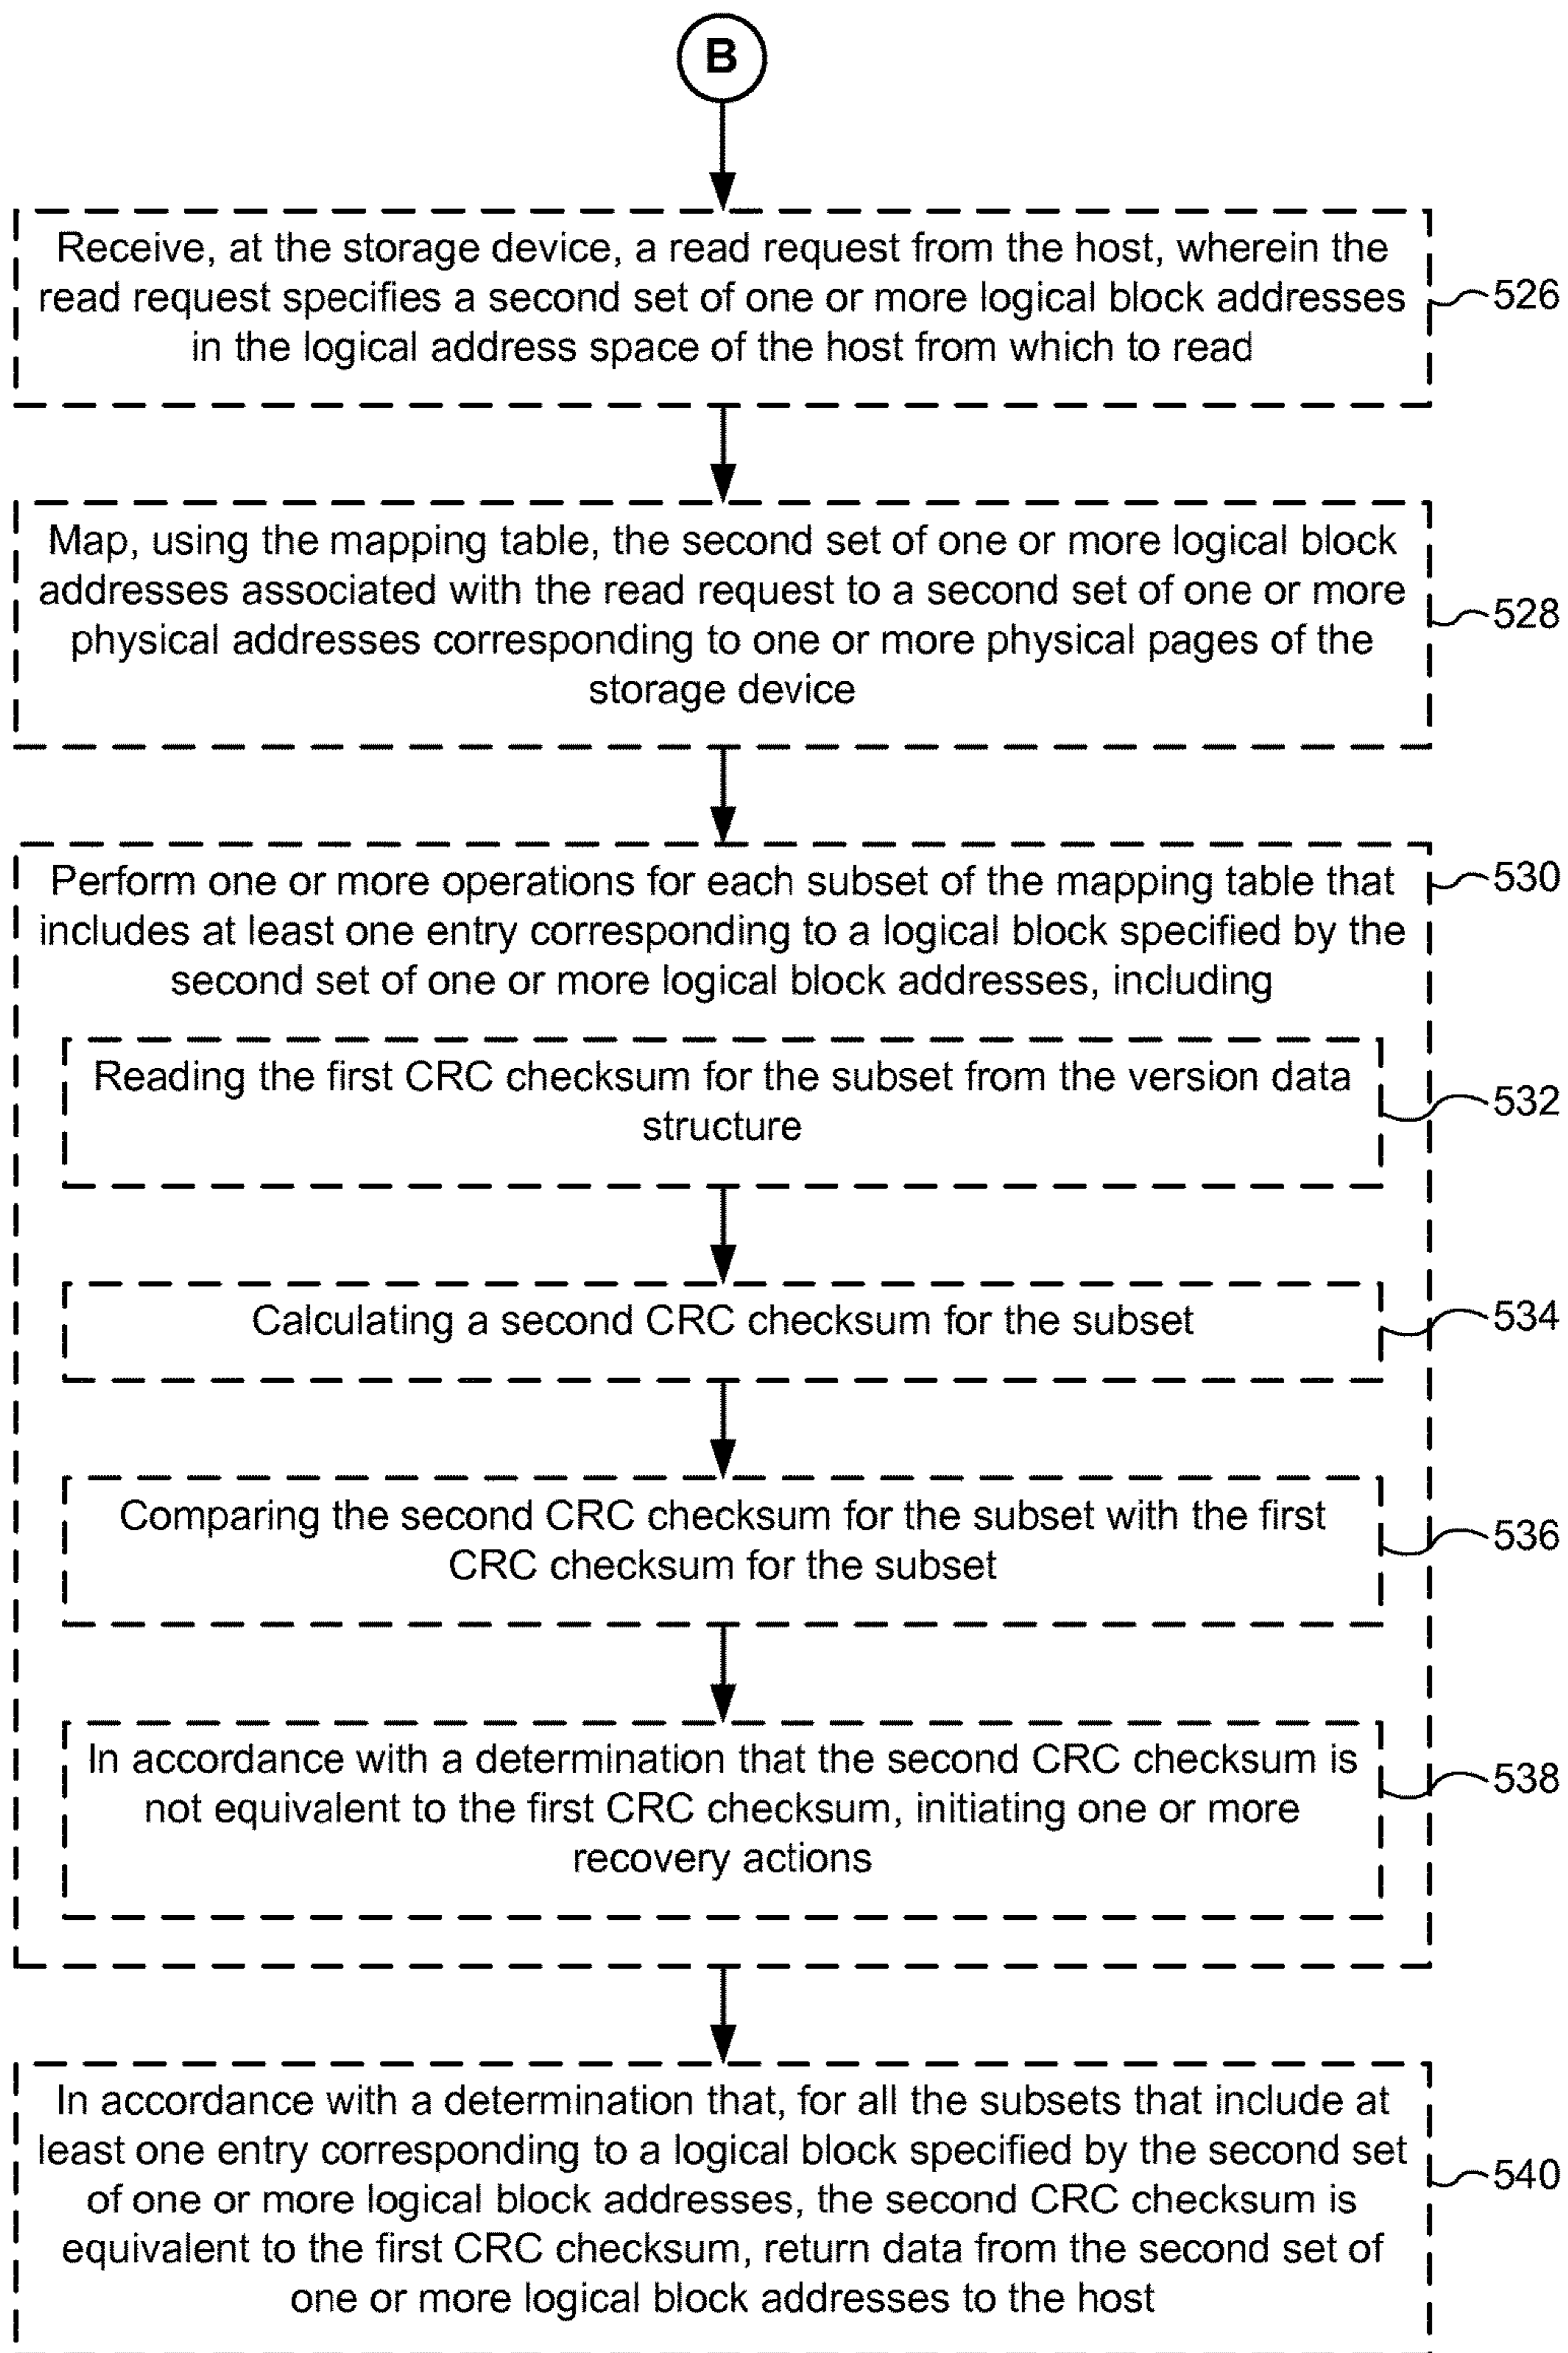 B
Receive, at the storage device, a read request from the host, wherein the
read request specifies a second set of one or more logical block addresses
in the logical address space of the host from which to read
526
Map, using the mapping table, the second set of one or more logical block
addresses associated with the read request to a second set of one or more
physical addresses corresponding to one or more physical pages of the
storage device
528
Perform one or more operations for each subset of the mapping table that
includes at least one entry corresponding to a logical block specified by the
second set of one or more logical block addresses, including
530
Reading the first CRC checksum for the subset from the version data
structure
532
Calculating a second CRC checksum for the subset
534
Comparing the second CRC checksum for the subset with the first
CRC checksum for the subset
536
In accordance with a determination that the second CRC checksum is
not equivalent to the first CRC checksum, initiating one or more
recovery actions
538
In accordance with a determination that, for all the subsets that include at
least one entry corresponding to a logical block specified by the second set
of one or more logical block addresses, the second CRC checksum is
equivalent to the first CRC checksum, return data from the second set of
one or more logical block addresses to the host
540